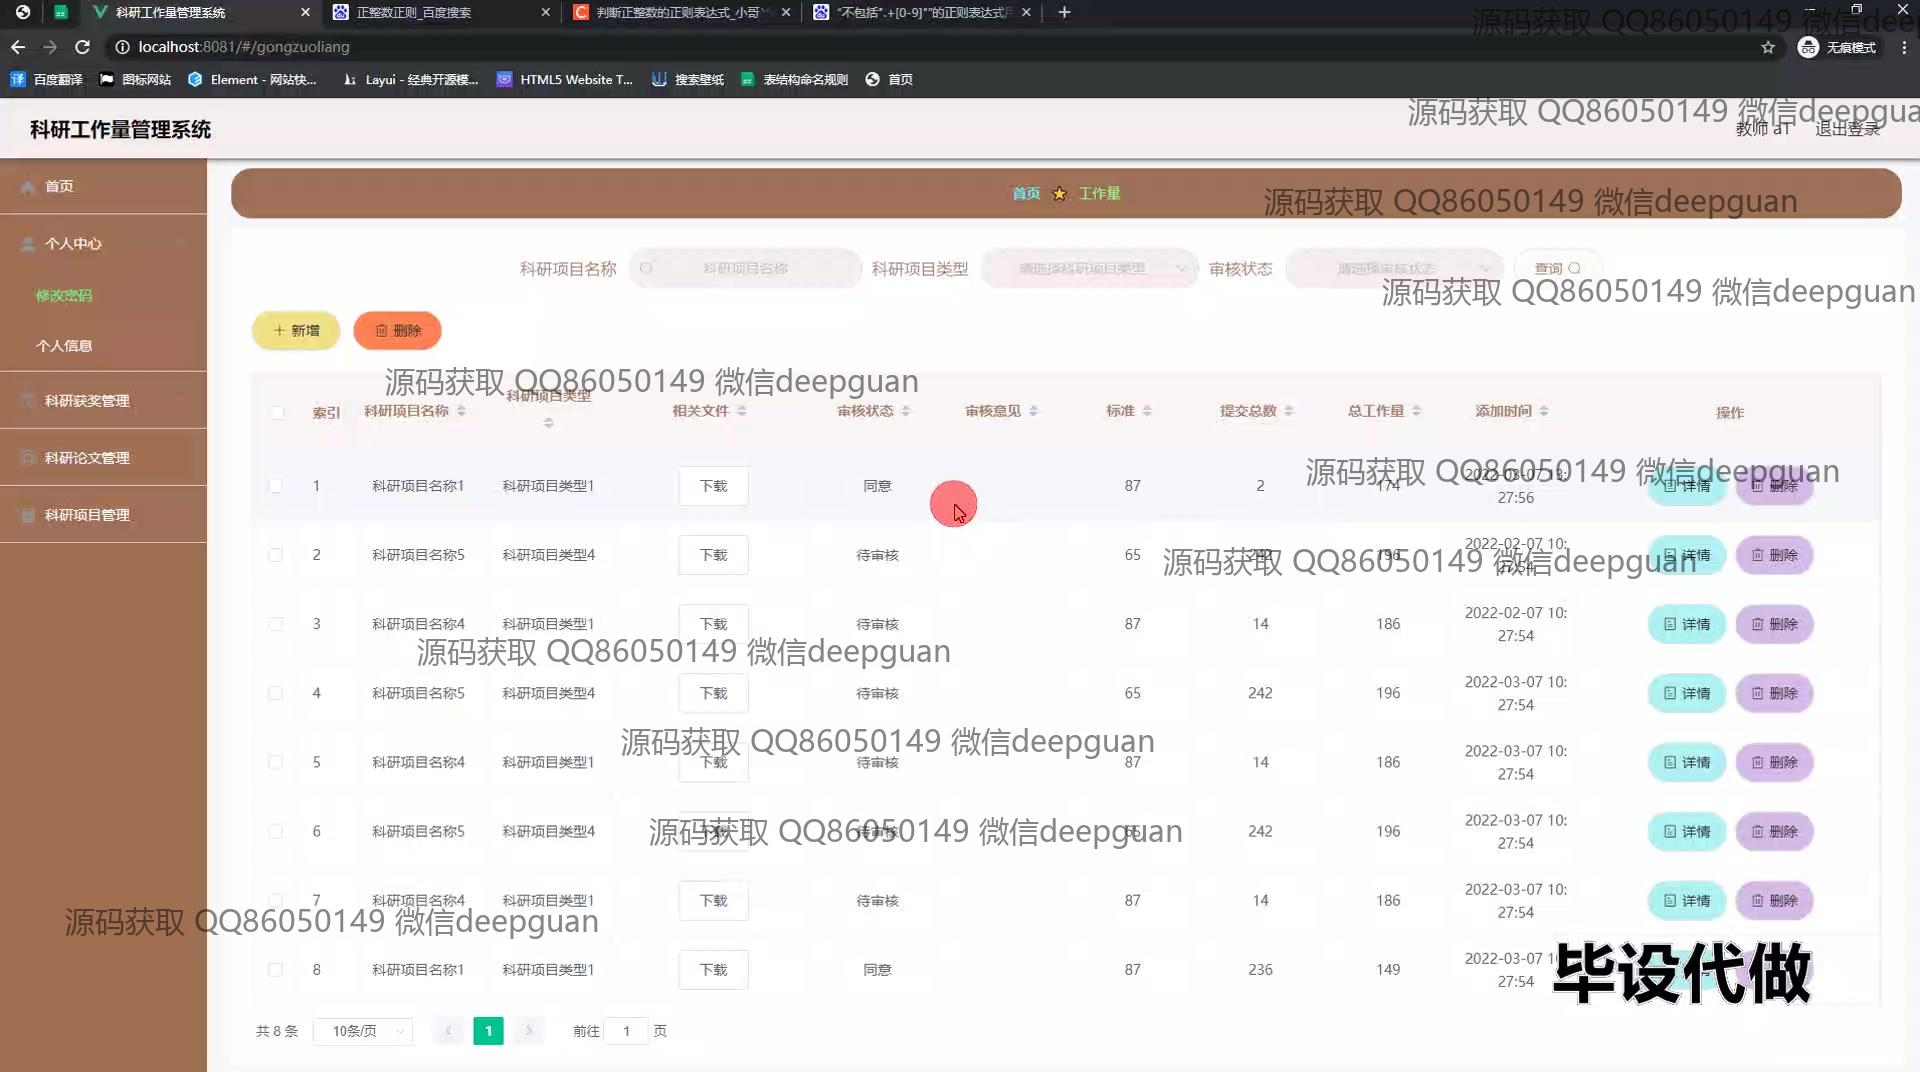 科研工作量管理系统
正整数正则_百度搜索
判断正整数的正则表达式_小哥
"不包括".+[0-9]*"的正则表达式
localhost:8081/#/gongzuoliang
无痕模式
百度翻译
图标网站
Element - 网站快...
Layui - 经典开源模...
HTML5 Website T...
搜索壁纸
表结构命名规则
首页
源码获取 QQ86050149 微信dee
科研工作量管理系统
源码获取 QQ86050149 微信deepgua
教师 aT
退出登录
首页
个人中心
修改密码
个人信息
科研获奖管理
科研论文管理
科研项目管理
首页 工作量
源码获取 QQ86050149 微信deepguan
科研项目名称
科研项目名称
科研项目类型
请选择科研项目类型
审核状态
请选择审核状态
查询
源码获取 QQ86050149 微信deepguan
新增
删除
源码获取 QQ86050149 微信deepguan
索引 科研项目名称 科研项目类型 相关文件 审核状态 审核意见 标准 提交总数 总工作量 添加时间 操作
源码获取 QQ86050149 微信deepguan
1 科研项目名称1 科研项目类型1 下载 同意 87 2 174 2022-03-07 13:27:56 详情 删除
2 科研项目名称5 科研项目类型4 下载 待审核 65 242 196 2022-02-07 10:27:54 详情 删除
源码获取 QQ86050149 微信deepguan
3 科研项目名称4 科研项目类型1 下载 待审核 87 14 186 2022-02-07 10:27:54 详情 删除
源码获取 QQ86050149 微信deepguan
4 科研项目名称5 科研项目类型4 下载 待审核 65 242 196 2022-03-07 10:27:54 详情 删除
源码获取 QQ86050149 微信deepguan
5 科研项目名称4 科研项目类型1 下载 待审核 87 14 186 2022-03-07 10:27:54 详情 删除
6 科研项目名称5 科研项目类型4 下载 待审核 65 242 196 2022-03-07 10:27:54 详情 删除
源码获取 QQ86050149 微信deepguan
7 科研项目名称4 科研项目类型1 下载 待审核 87 14 186 2022-03-07 10:27:54 详情 删除
源码获取 QQ86050149 微信deepguan
8 科研项目名称1 科研项目类型1 下载 同意 87 236 149 2022-03-07 1 27:54
毕设代做
共 8 条 10条/页 1 前往 1 页